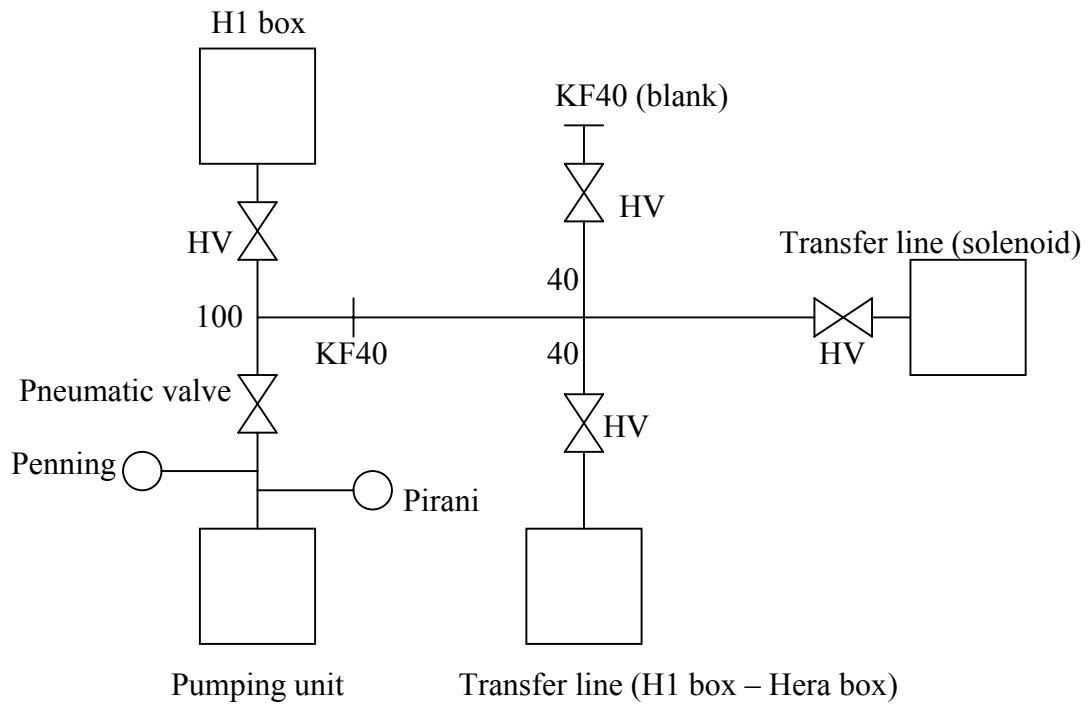 H1 box
KF40 (blank)
HV
HV
Transfer line (solenoid)
40
100
KF40
40
HV
Pneumatic valve
HV
Penning
Pirani
Pumping unit
Transfer line (H1 box – Hera box)